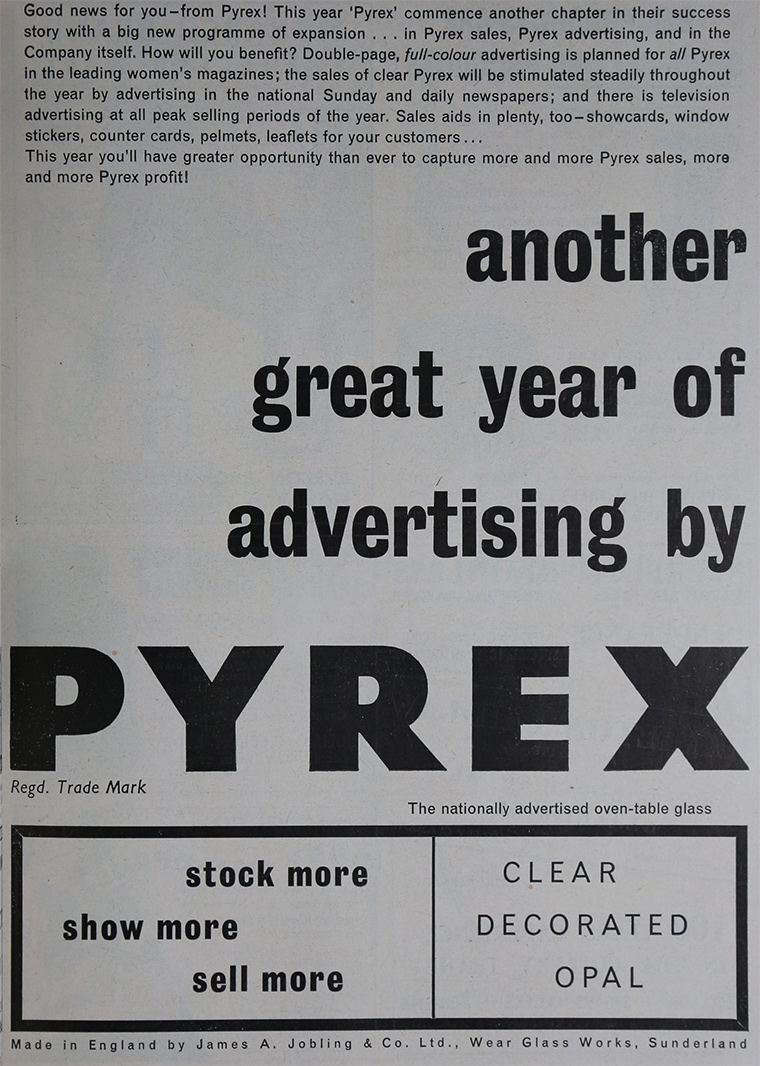 Good news for you–from Pyrex! This year 'Pyrex' commence another chapter in their success
story with a big new programme of expansion . . . in Pyrex sales, Pyrex advertising, and in the
Company itself. How will you benefit? Double-page, full-colour advertising is planned for all Pyrex
in the leading women's magazines; the sales of clear Pyrex will be stimulated steadily throughout
the year by advertising in the national Sunday and daily newspapers; and there is television
advertising at all peak selling periods of the year. Sales aids in plenty, too–showcards, window
stickers, counter cards, pelmets, leaflets for your customers . . .
This year you'll have greater opportunity than ever to capture more and more Pyrex sales, more
and more Pyrex profit!
another
great year of
advertising by
PYREX
Regd. Trade Mark
The nationally advertised oven-table glass
stock more
show more
sell more
CLEAR
DECORATED
OPAL
Made in England by James A. Jobling & Co. Ltd., Wear Glass Works, Sunderland